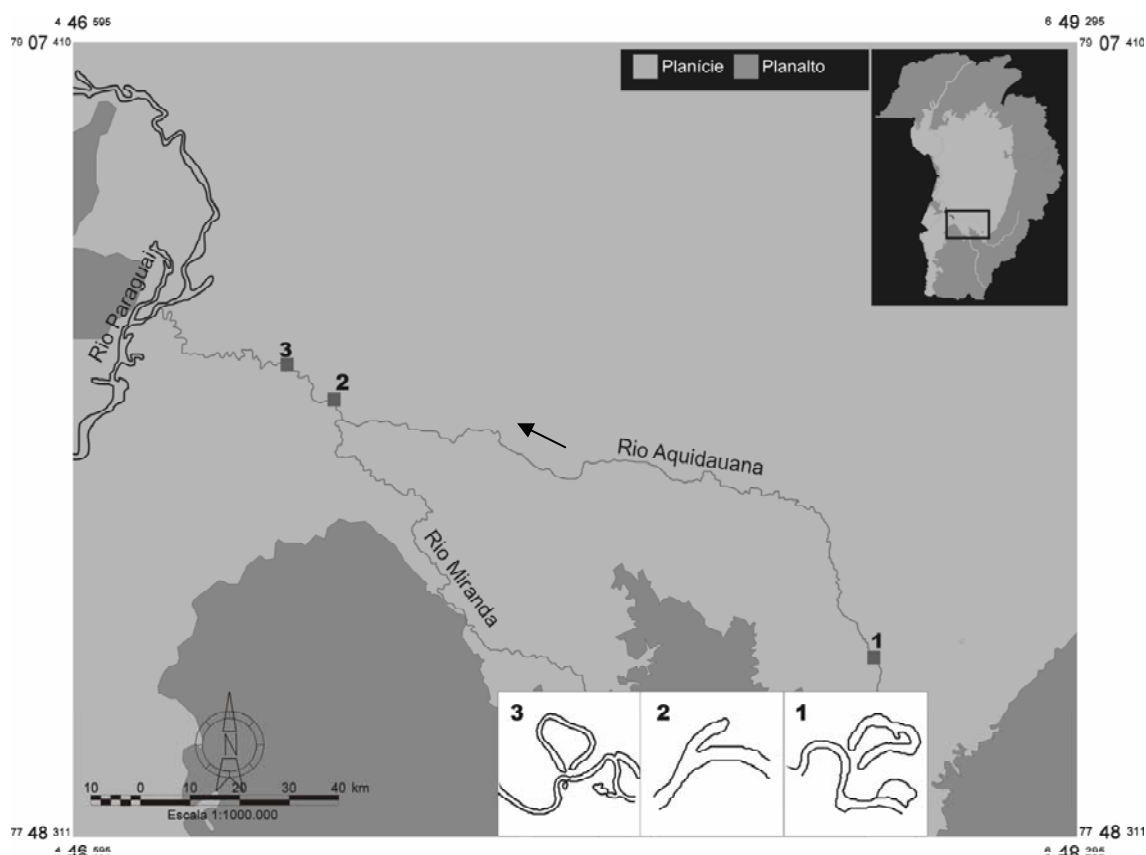 4 46 595
6 49 295
79 07 410
79 07 410
Planície
Planalto
Rio Paraguai
3
2
Rio Aquidauana
Rio Miranda
1
3
2
1
N
10 0 10 20 30 40 km
Escala 1:1000.000
77 48 311
77 48 311